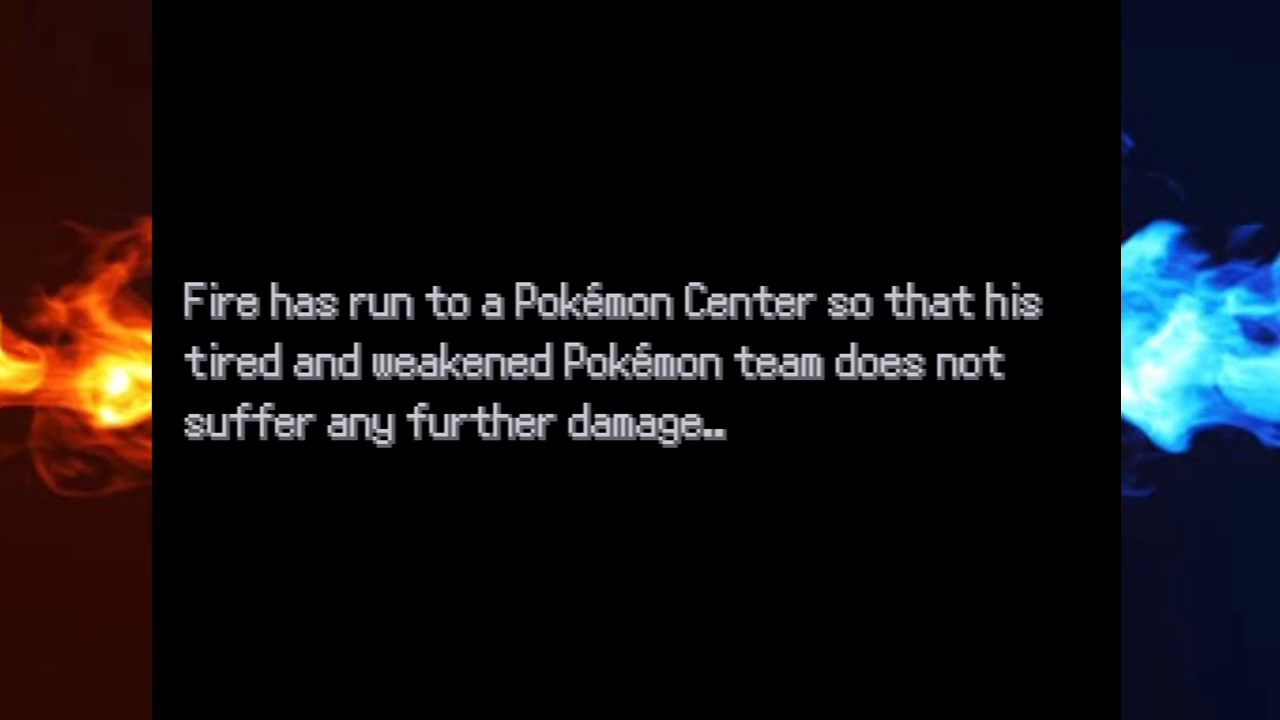 Fire has run to a Pokémon Center so that his
tired and weakened Pokémon team does not
suffer any further damage..